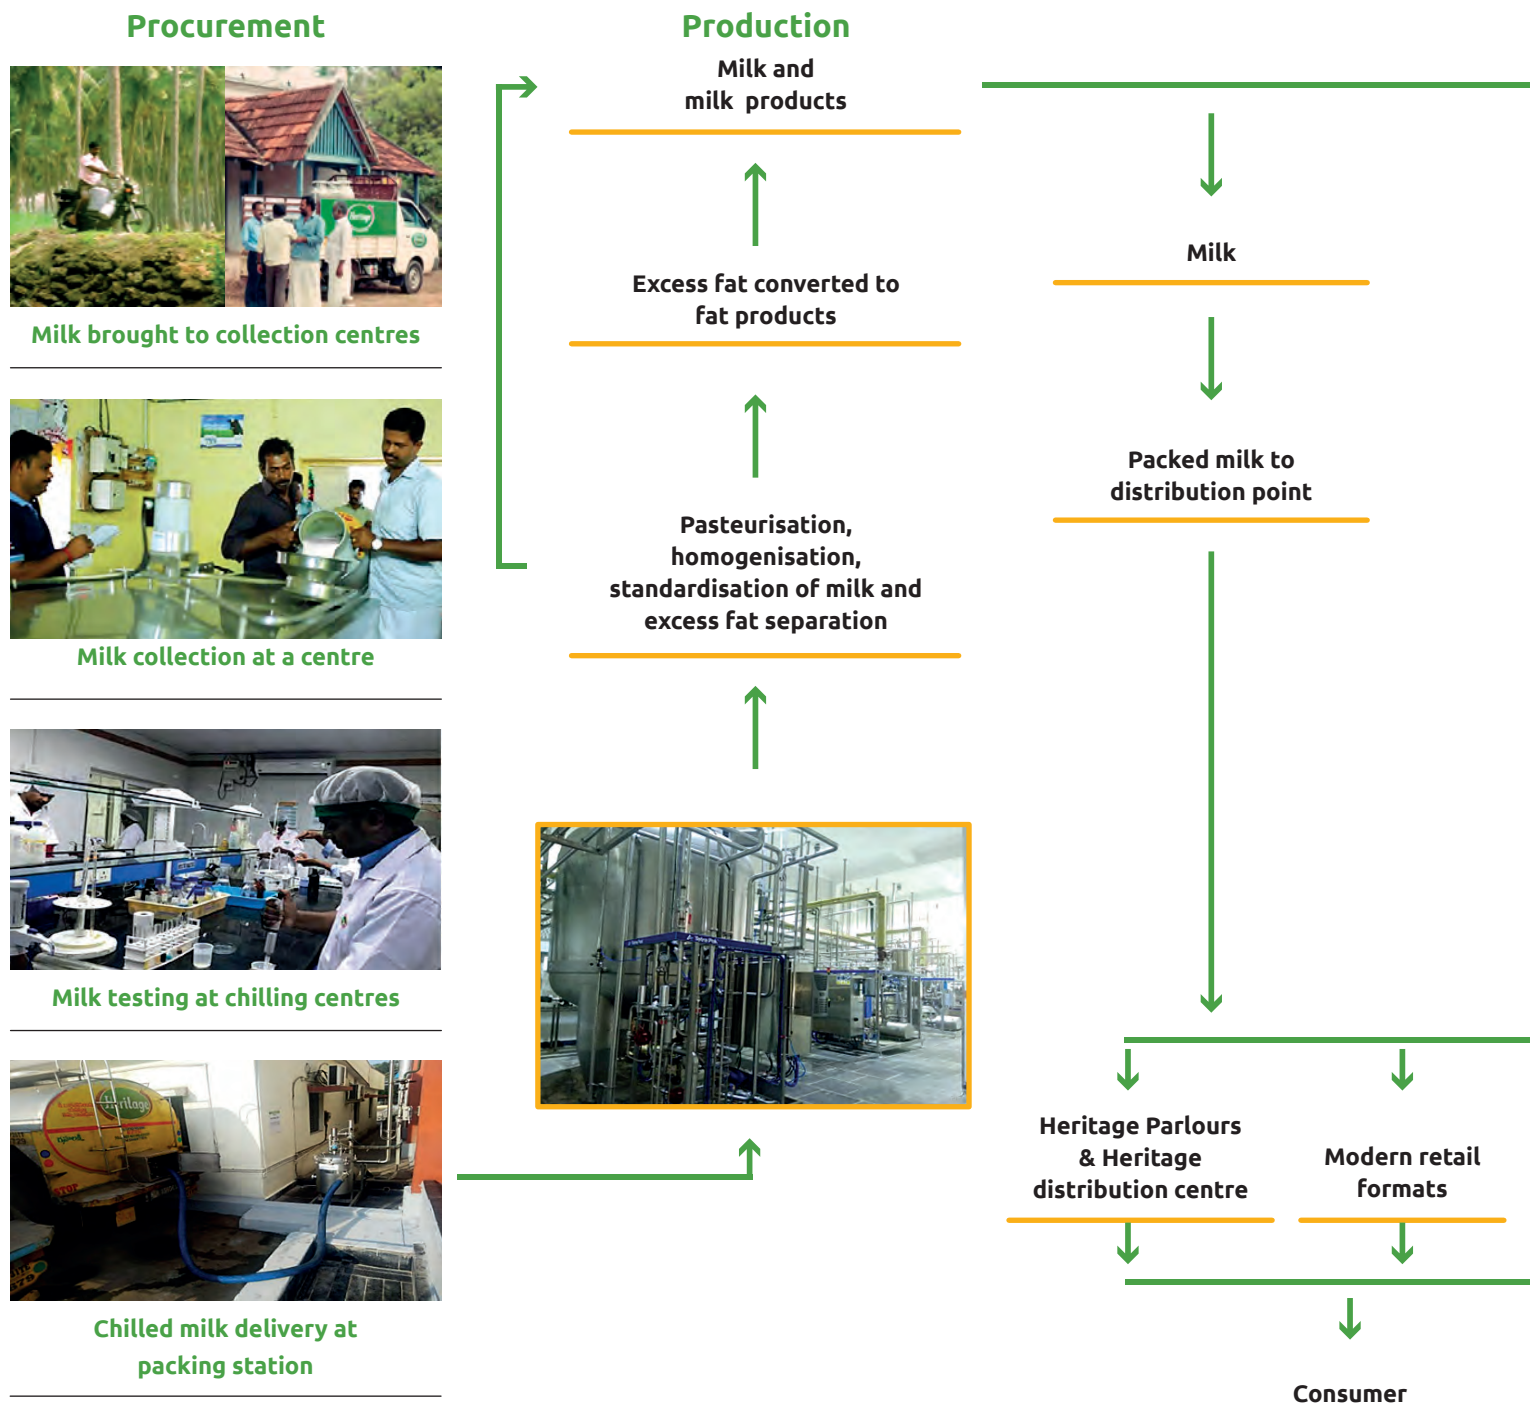 Procurement
Milk brought to collection centres
Milk collection at a centre
Milk testing at chilling centres
Heritage
Chilled milk delivery at
packing station
Production
Milk and
milk products
Excess fat converted to
fat products
Pasteurisation,
homogenisation,
standardisation of milk and
excess fat separation
Milk
Packed milk to
distribution point
Heritage Parlours
& Heritage
distribution centre
Modern retail
formats
Consumer